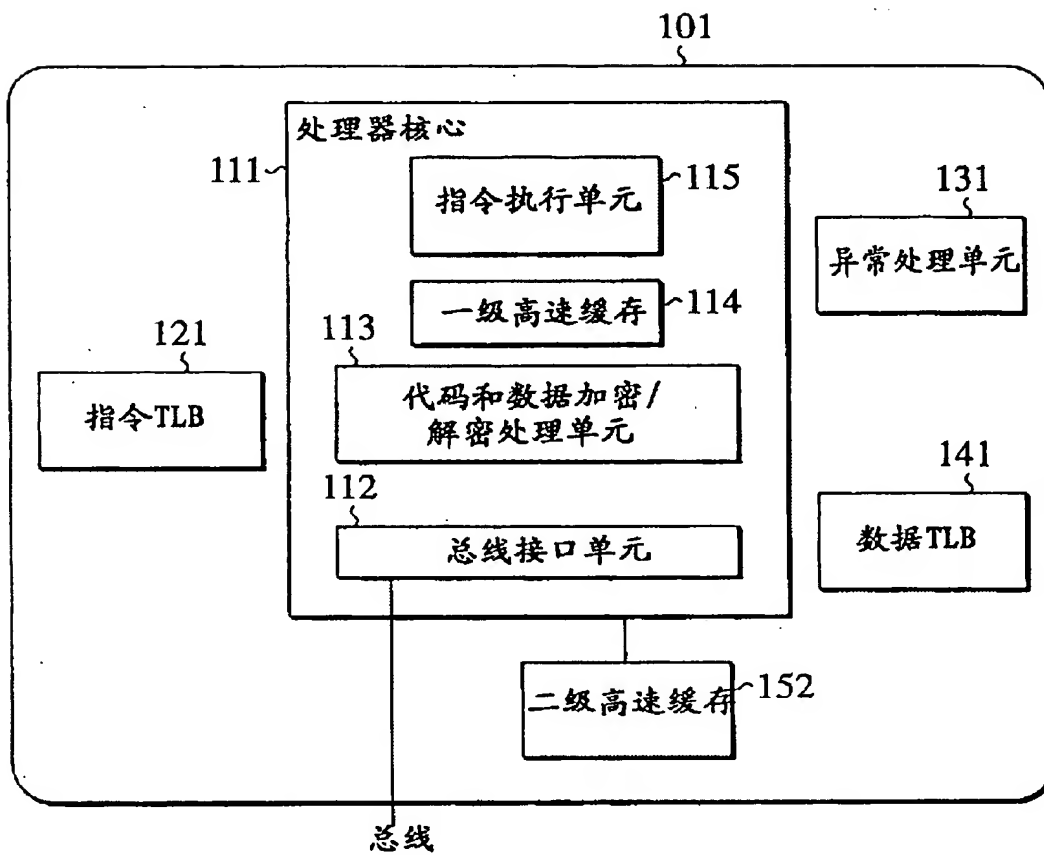 101
处理器核心
111
115
指令执行单元
131
异常处理单元
一级高速缓存
114
121
指令TLB
113
代码和数据加密/
解密处理单元
112
总线接口单元
141
数据TLB
二级高速缓存
152
总线